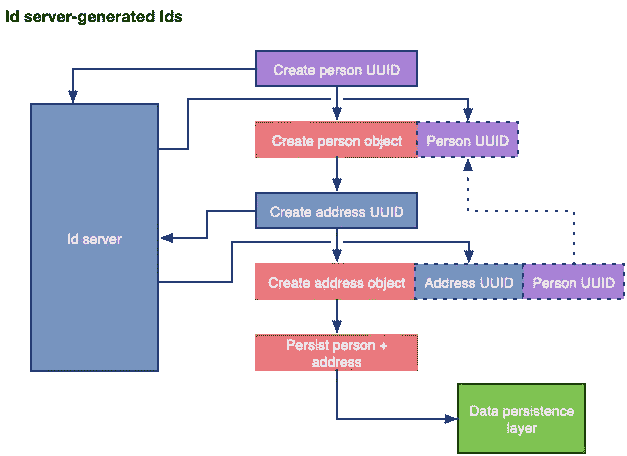 Id server-generated Ids
Create person UUID
Create person object
Person UUID
Create address UUID
Id server
Create address object
Address UUID
Person UUID
Persist person +
address
Data persistence
layer